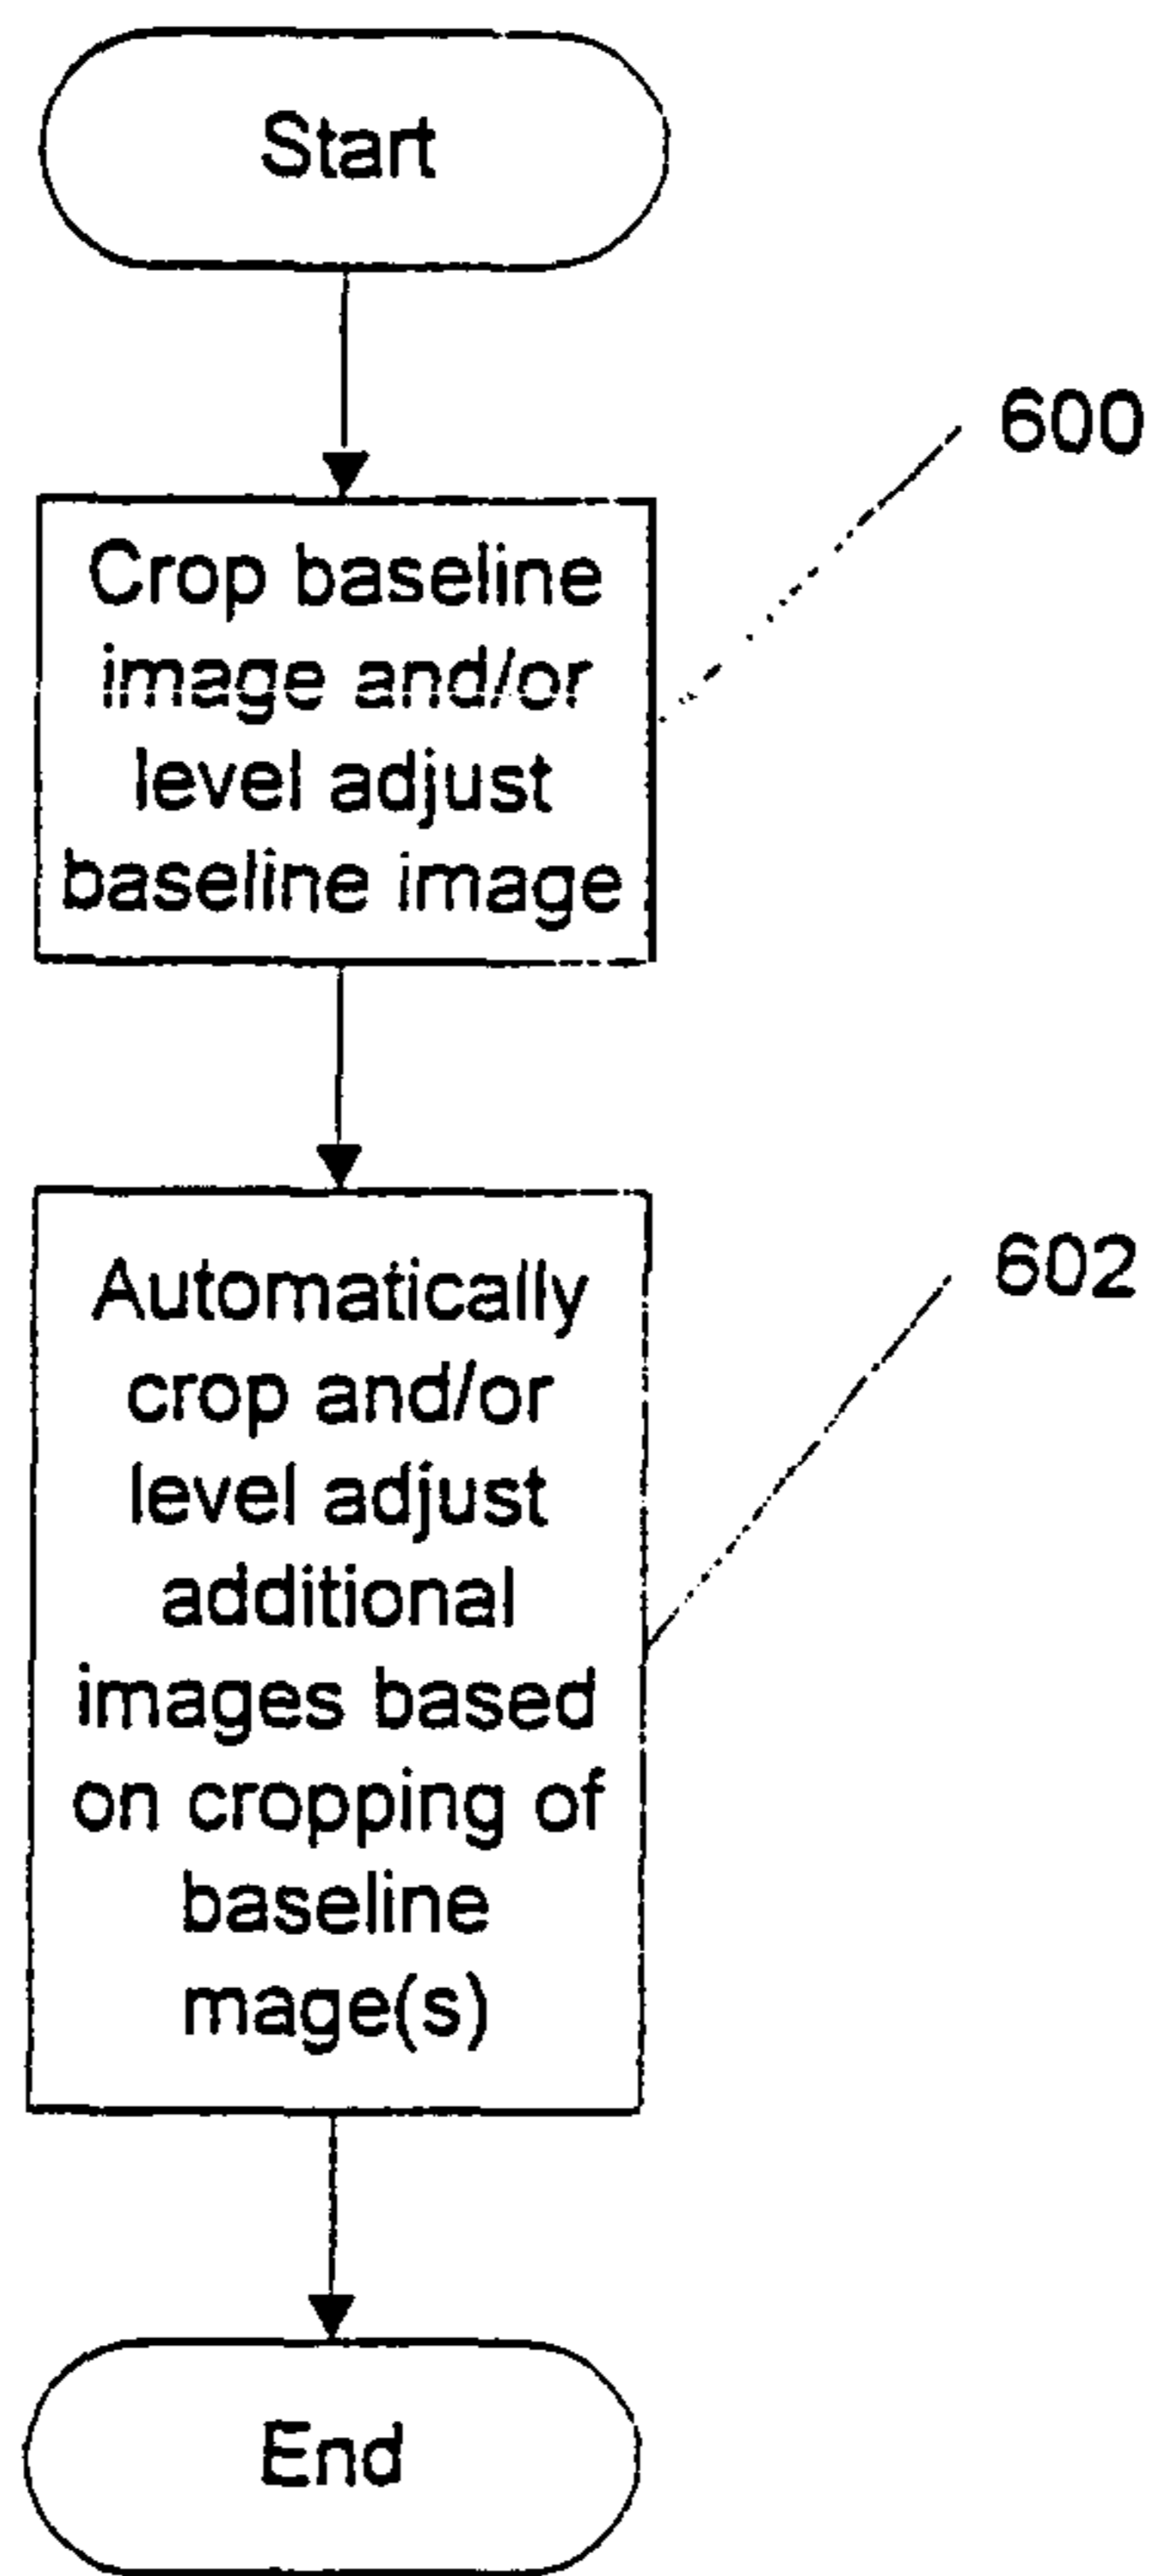 Start
600
Crop baseline
image and/or
level adjust
baseline image
602
Automatically
crop and/or
level adjust
additional
images based
on cropping of
baseline
mage(s)
End